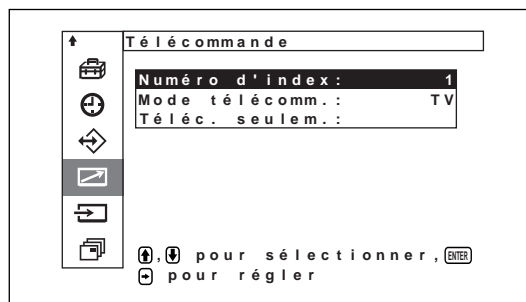 Télécommande
Numéro d'index: 1
Mode télécomm.: TV
Téléc. seulem.:
, pour sélectionner, ENTER
pour régler